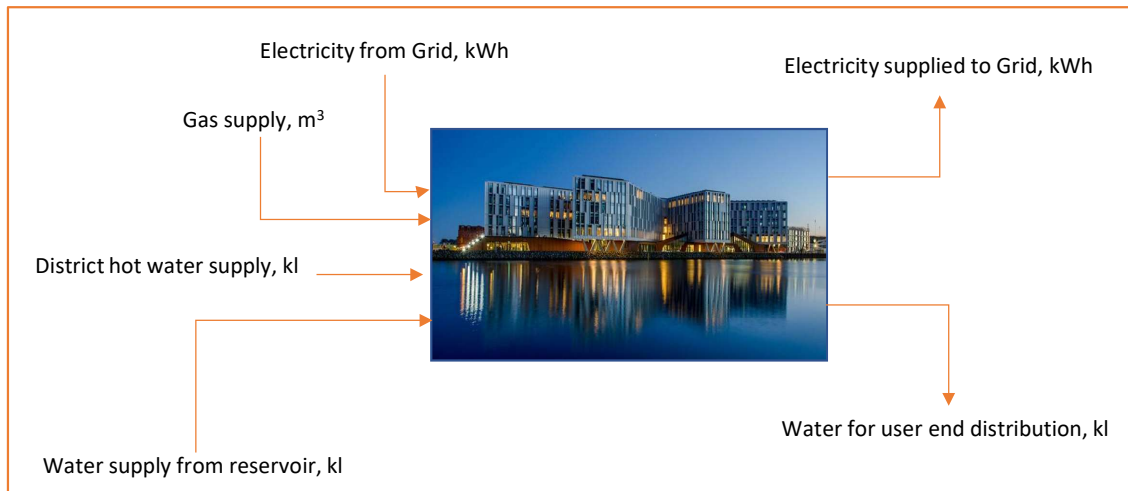 Electricity from Grid, kWh
Electricity supplied to Grid, kWh
Gas supply, m³
District hot water supply, kl
Water for user end distribution, kl
Water supply from reservoir, kl